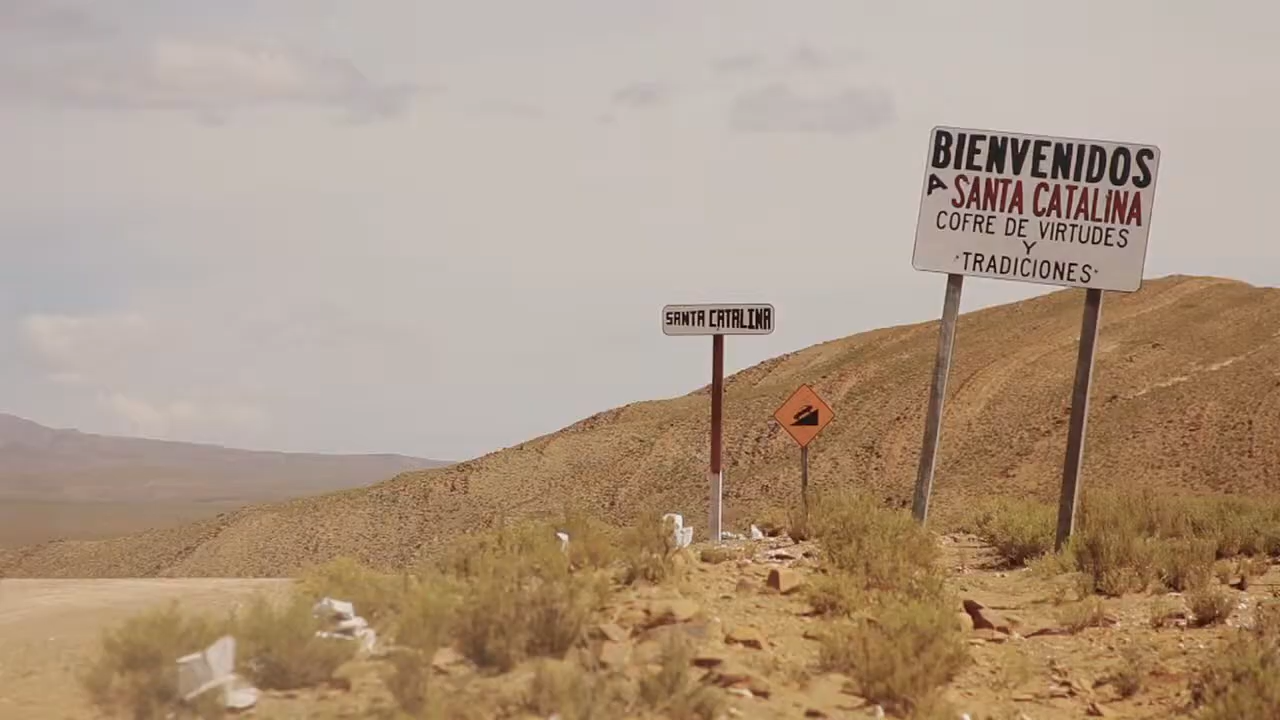 BIENVENIDOS
A SANTA CATALINA
COFRE DE VIRTUDES
Y
"TRADICIONES"
SANTA CATALINA